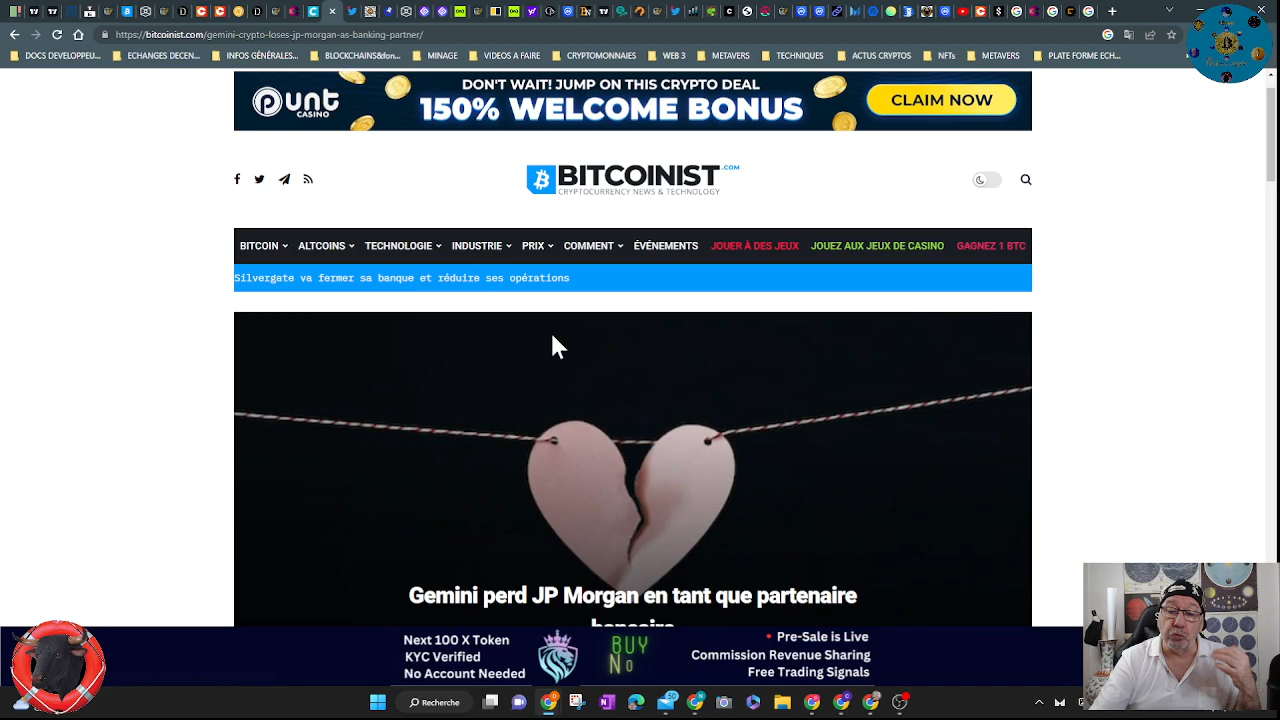 https://bitcoinist.com/gemini-crypto-loses-jp-morgan-as-banking-partner/
DOCS DEVELOPPEU... ECHANGES DECEN... INFOS GÉNÉRALES... BLOCKCHAINS&fon... MINAGE VIDEOS A FAIRE CRYPTOMONNAIES WEB 3 METAVERS TECHNIQUES ACTUS CRYPTOS NFTs METAVERS PLATE FORME ECH...
DON'T WAIT! JUMP ON THIS CRYPTO DEAL
PUNT CASINO
150% WELCOME BONUS
CLAIM NOW
BITCOINIST.COM
CRYPTOCURRENCY NEWS & TECHNOLOGY
BITCOIN ALTCOINS TECHNOLOGIE INDUSTRIE PRIX COMMENT ÉVÉNEMENTS JOUER À DES JEUX JOUEZ AUX JEUX DE CASINO GAGNEZ 1 BTC
Silvergate va fermer sa banque et réduire ses opérations
Gemini perd JP Morgan en tant que partenaire
bancaire
Next 100 X Token
KYC Verified
No Account Needed
BUY
No
Pre-Sale is Live
Commission Revenue Sharing
Free Trading Signals
Recherche
50